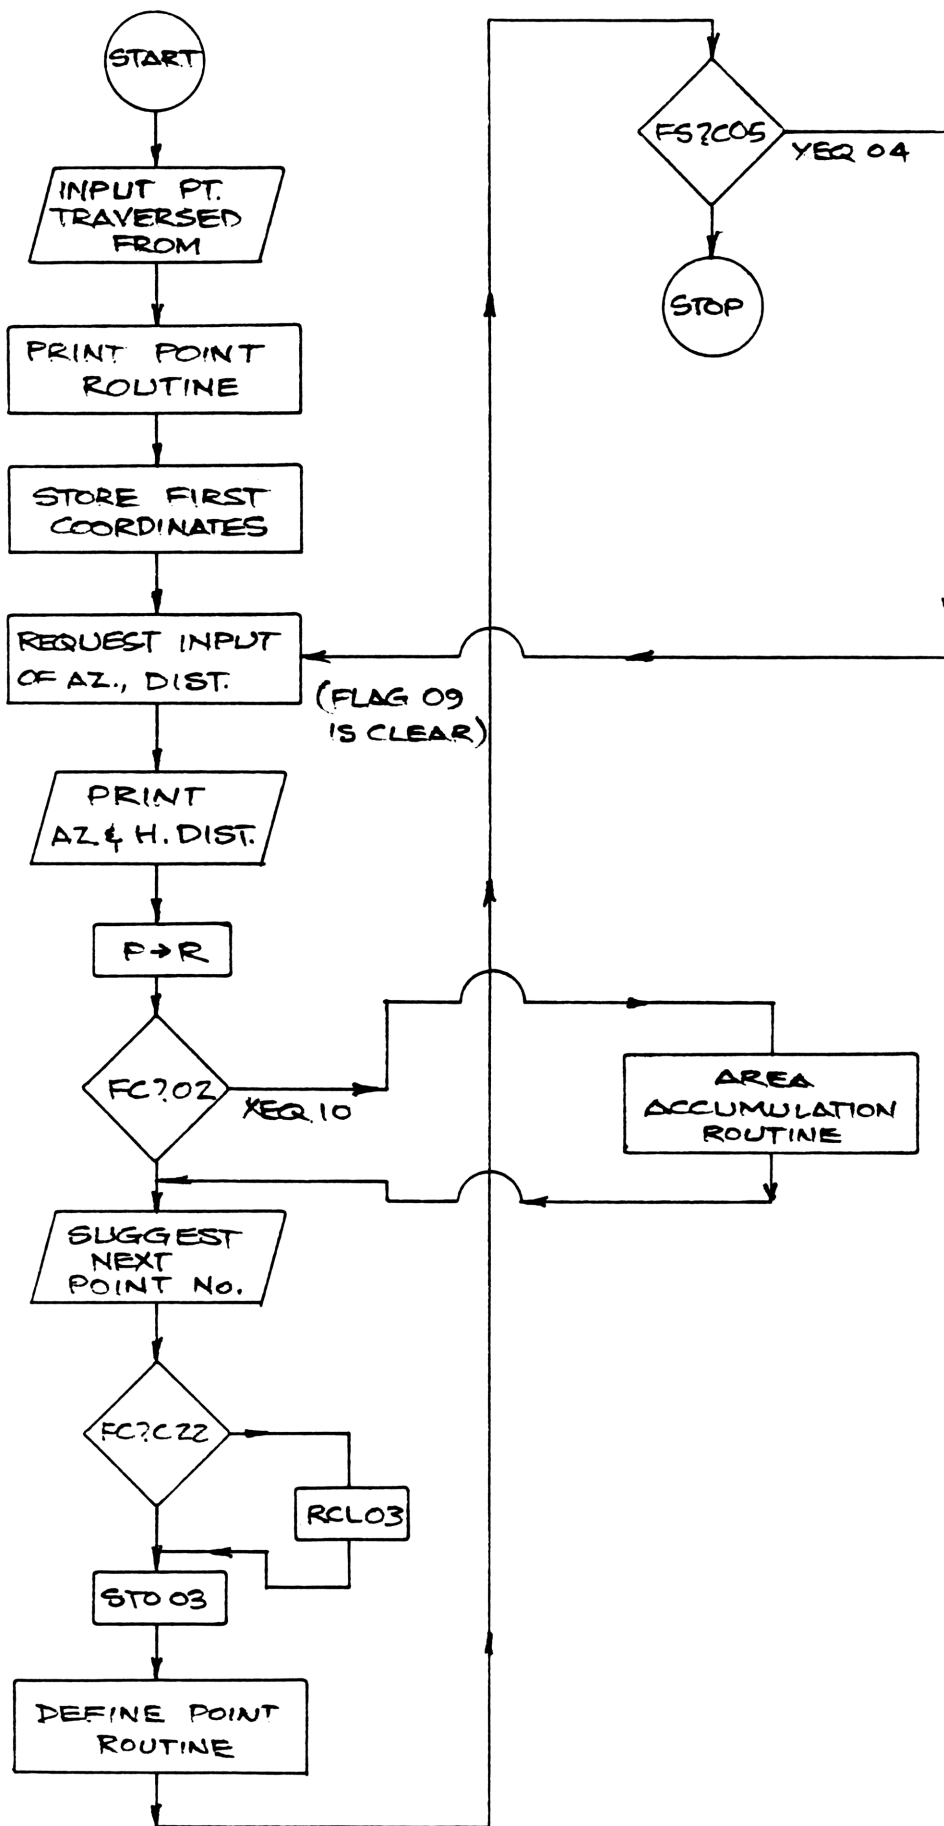 START
INPUT PT.
TRAVERSED
FROM
PRINT POINT
ROUTINE
STORE FIRST
COORDINATES
REQUEST INPUT
OF AZ., DIST.
(FLAG 09
IS CLEAR)
PRINT
AZ & H. DIST.
P→R
FC?02
XEQ 10
AREA
ACCUMULATION
ROUTINE
SUGGEST
NEXT
POINT No.
FC?C22
RCL03
STO 03
DEFINE POINT
ROUTINE
FS?C05
XEQ 04
STOP